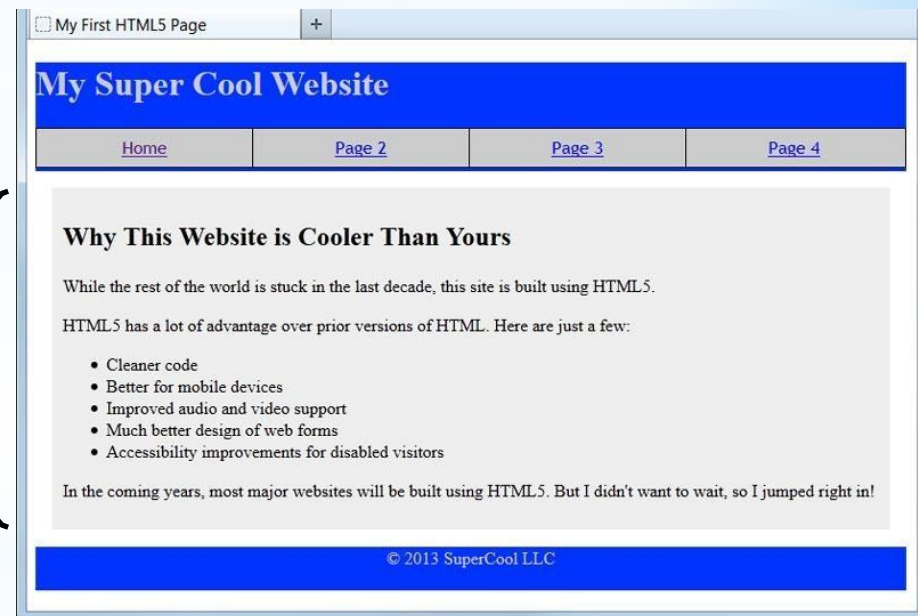 My First HTML5 Page
+
My Super Cool Website
Home Page 2 Page 3 Page 4
Why This Website is Cooler Than Yours
While the rest of the world is stuck in the last decade, this site is built using HTML5.
HTML5 has a lot of advantage over prior versions of HTML. Here are just a few:
• Cleaner code
• Better for mobile devices
• Improved audio and video support
• Much better design of web forms
• Accessibility improvements for disabled visitors
In the coming years, most major websites will be built using HTML5. But I didn't want to wait, so I jumped right in!
© 2013 SuperCool LLC